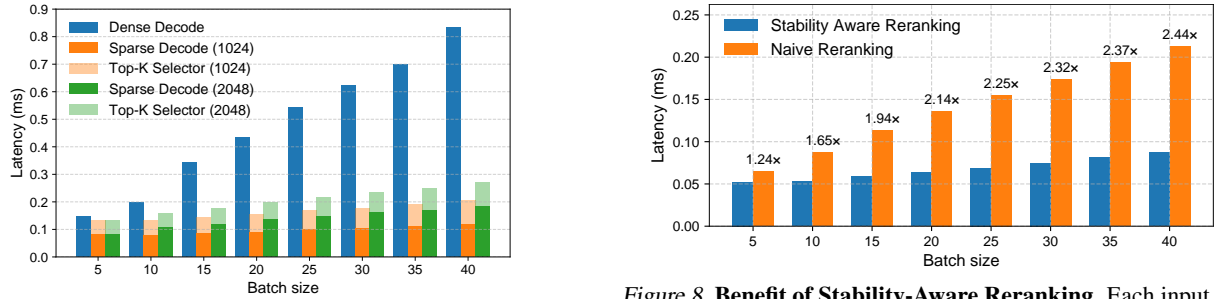 0.9
0.8
0.7
0.6
0.5
0.4
0.3
0.2
0.1
0.0
Latency (ms)
Dense Decode
Sparse Decode (1024)
Top-K Selector (1024)
Sparse Decode (2048)
Top-K Selector (2048)
5 10 15 20 25 30 35 40
Batch size
0.25
0.20
0.15
0.10
0.05
0.00
Latency (ms)
Stability Aware Reranking
Naive Reranking
1.24×
1.65×
1.94×
2.14×
2.25×
2.32×
2.37×
2.44×
5 10 15 20 25 30 35 40
Batch size
Figure 8. Benefit of Stability-Aware Reranking. Each input